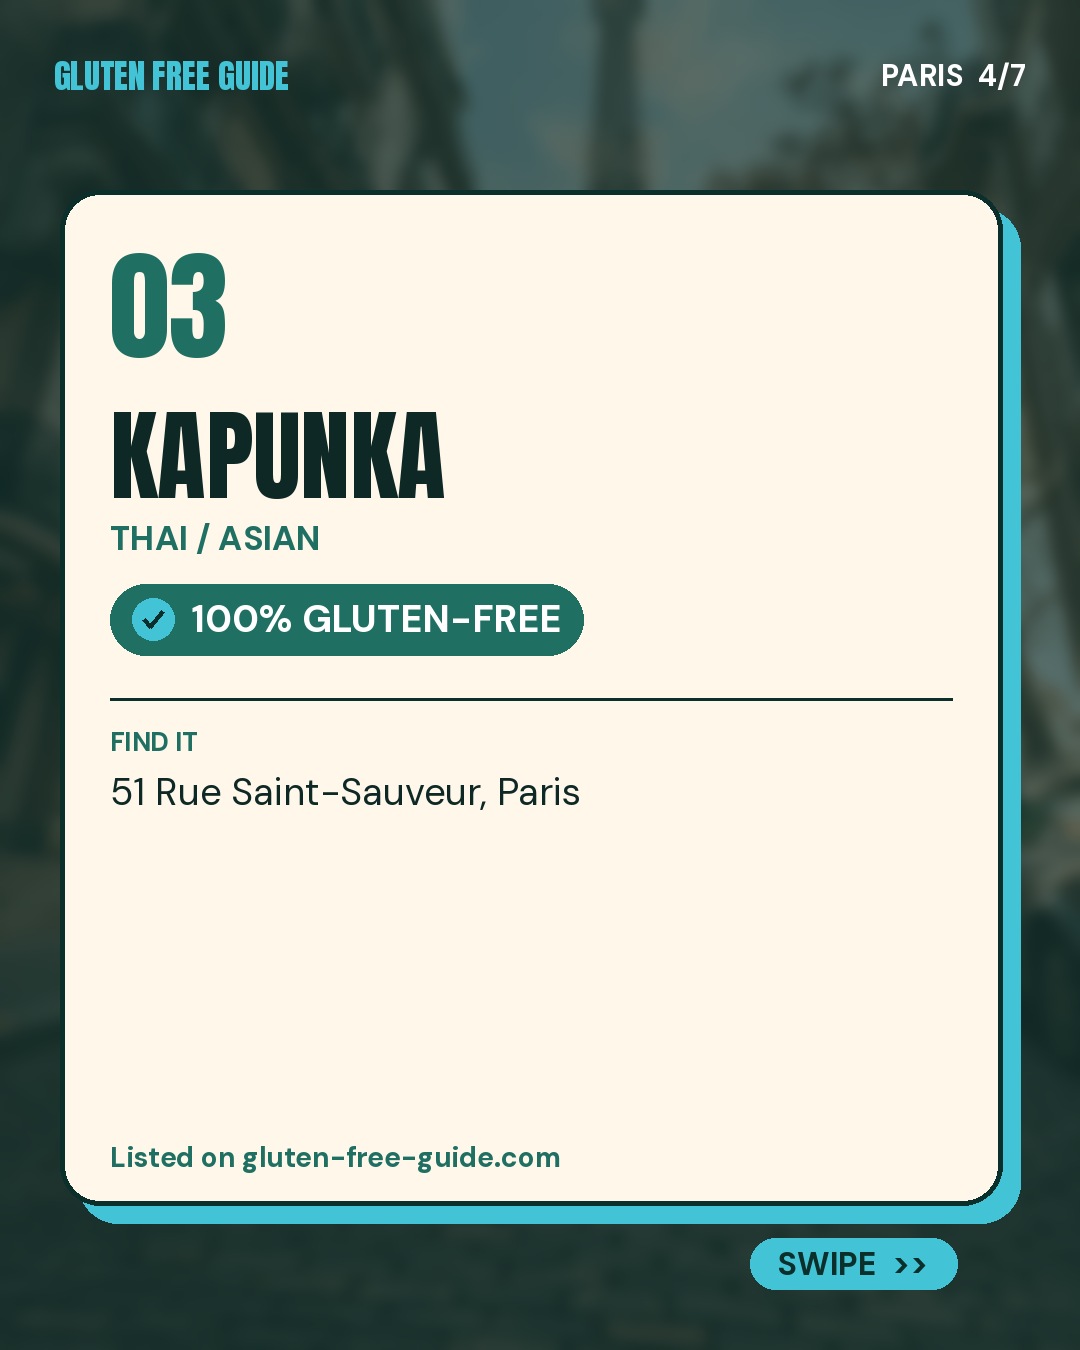 GLUTEN FREE GUIDE
PARIS 4/7
03
KAPUNKA
THAI / ASIAN
100% GLUTEN-FREE
FIND IT
51 Rue Saint-Sauveur, Paris
Listed on gluten-free-guide.com
SWIPE >>